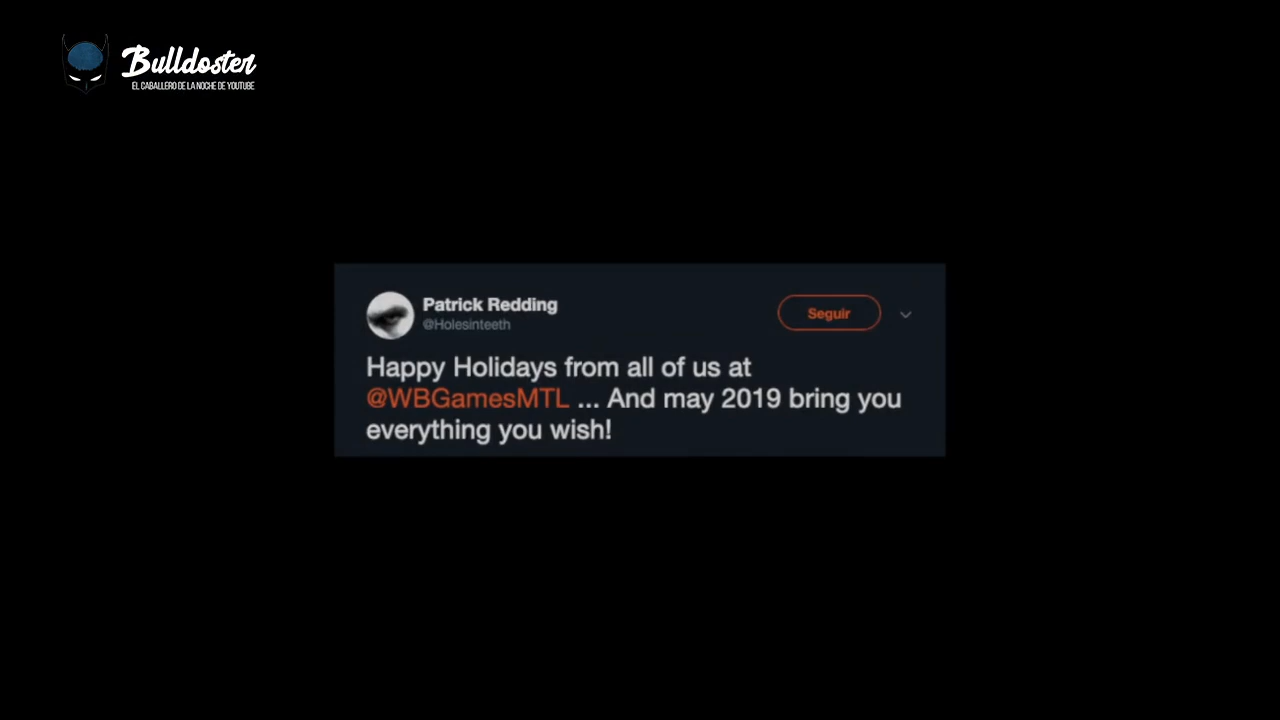 Bulldoster
EL CABALLERO DE LA NOCHE DE YOUTUBE
Patrick Redding
@Holesinteeth
Seguir
Happy Holidays from all of us at
@WBGamesMTL ... And may 2019 bring you
everything you wish!